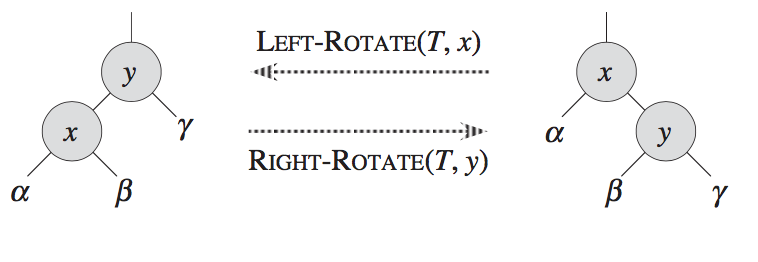 LEFT-ROTATE(T, x)
y
x
x
γ
α
y
RIGHT-ROTATE(T, y)
α
β
β
γ